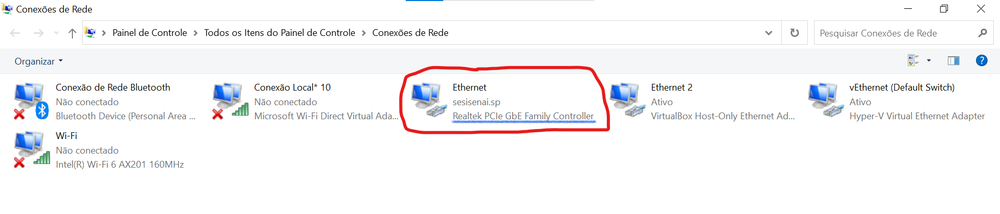 Conexões de Rede
Painel de Controle
Todos os Itens do Painel de Controle
Conexões de Rede
Pesquisar Conexões de Rede
Organizar
Conexão de Rede Bluetooth
Não conectado
Bluetooth Device (Personal Area ...
Conexão Local* 10
Não conectado
Microsoft Wi-Fi Direct Virtual Ada...
Ethernet
sesisenai.sp
Realtek PCIe GbE Family Controller
Ethernet 2
Ativo
VirtualBox Host-Only Ethernet Ad...
vEthernet (Default Switch)
Ativo
Hyper-V Virtual Ethernet Adapter
Wi-Fi
Não conectado
Intel(R) Wi-Fi 6 AX201 160MHz